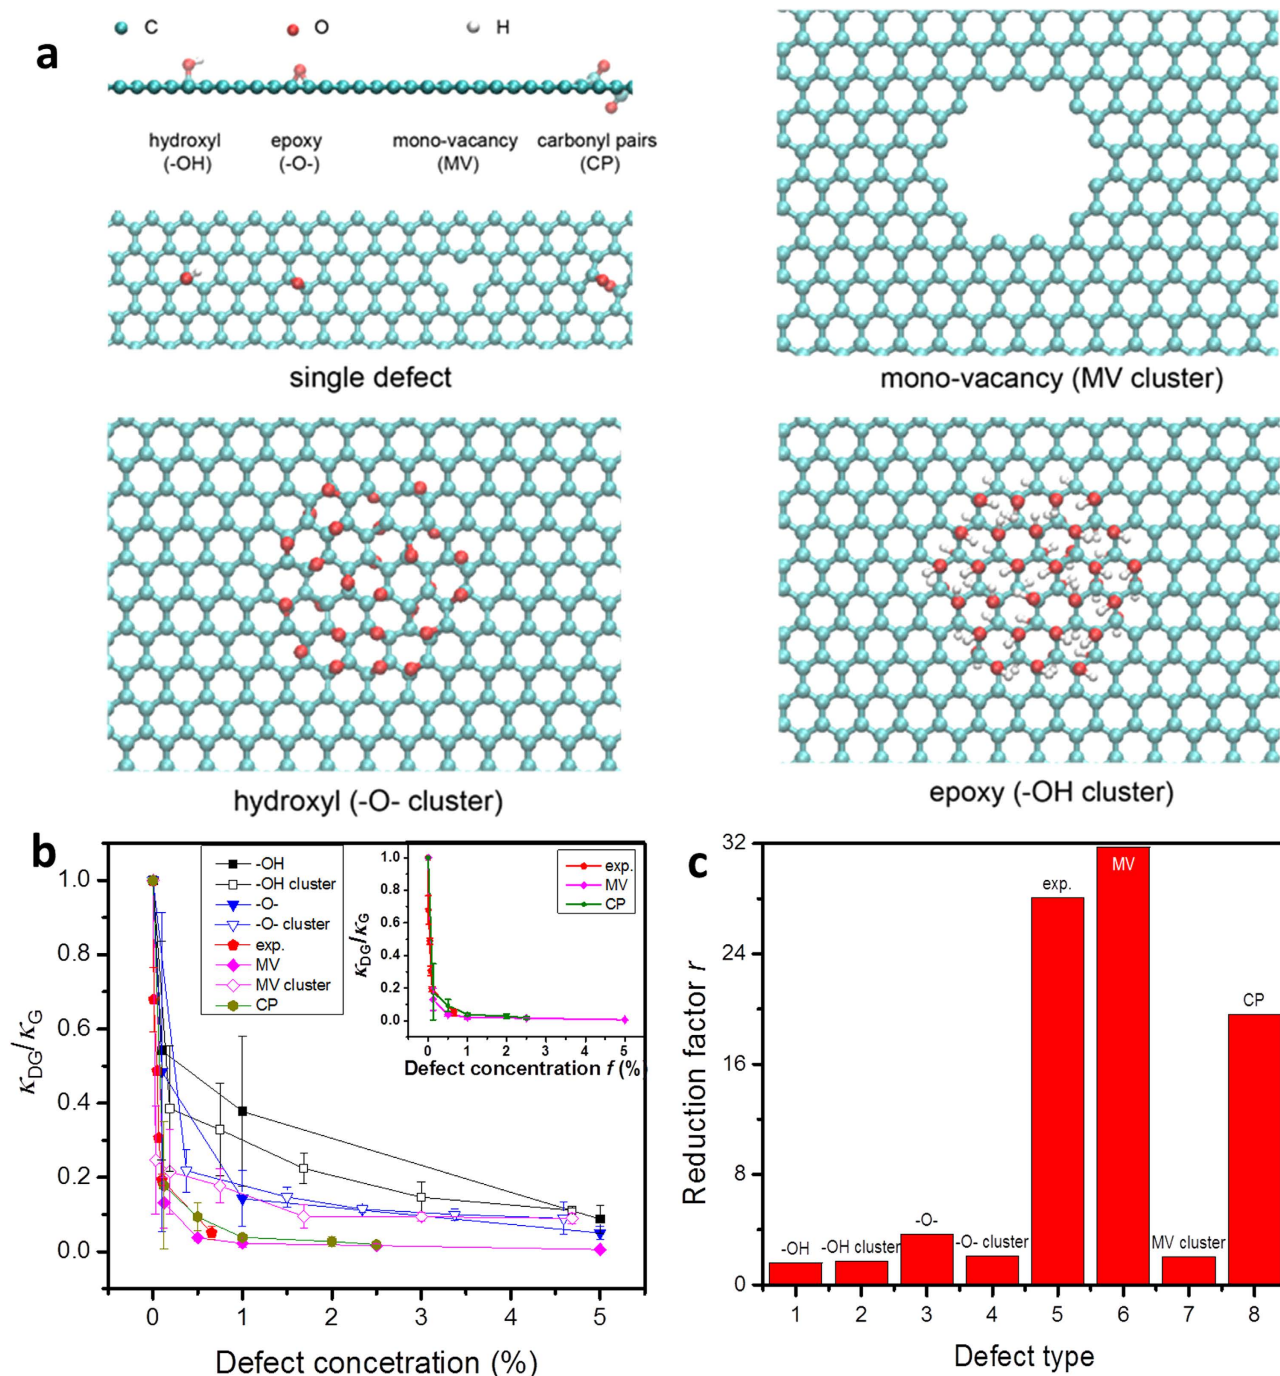 a
C O H
hydroxyl epoxy mono-vacancy carbonyl pairs
(-OH) (-O-) (MV) (CP)
single defect
mono-vacancy (MV cluster)
hydroxyl (-O- cluster)
epoxy (-OH cluster)
b
κDG/κG
1.0
0.8
0.6
0.4
0.2
0.0
0 1 2 3 4 5
Defect concetration (%)
-OH
-OH cluster
-O-
-O- cluster
exp.
MV
MV cluster
CP
κDG/κG
1.0
0.8
0.6
0.4
0.2
0.0
0 1 2 3 4 5
Defect concentration f (%)
exp.
MV
CP
c
Reduction factor r
32
24
16
8
0
-OH
-OH cluster
-O-
-O- cluster
exp.
MV
MV cluster
CP
1 2 3 4 5 6 7 8
Defect type